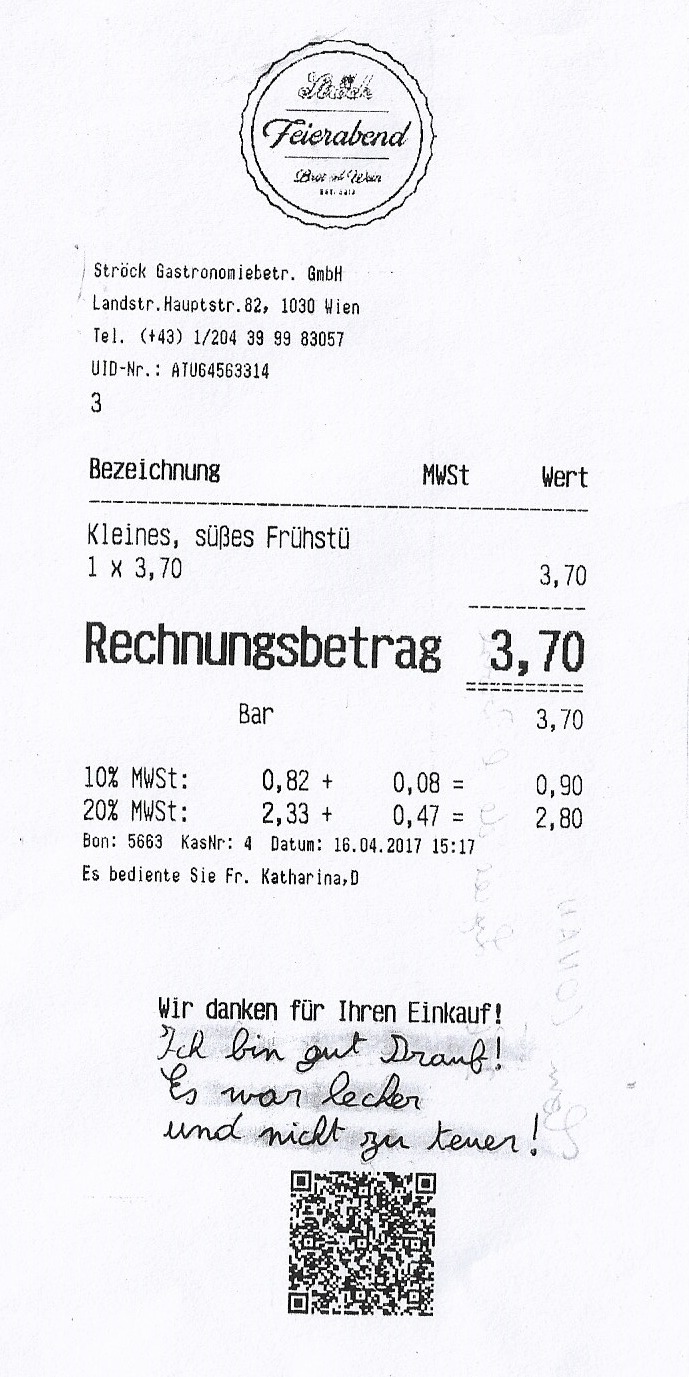 Ströck
Feierabend
Brot und Wein
Ströck Gastronomiebetr. GmbH
Landstr.Hauptstr.82, 1030 Wien
Tel. (+43) 1/204 39 99 83057
UID-Nr.: ATU64563314
3
Bezeichnung MWSt Wert
Kleines, süßes Frühstü
1 x 3,70 3,70
Rechnungsbetrag 3,70
Bar 3,70
10% MWSt: 0,82 + 0,08 = 0,90
20% MWSt: 2,33 + 0,47 = 2,80
Bon: 5663 KasNr: 4 Datum: 16.04.2017 15:17
Es bediente Sie Fr. Katharina,D
Wir danken für Ihren Einkauf!
Ich bin gut Drauf!
Es war lecker
und nicht zu teuer!